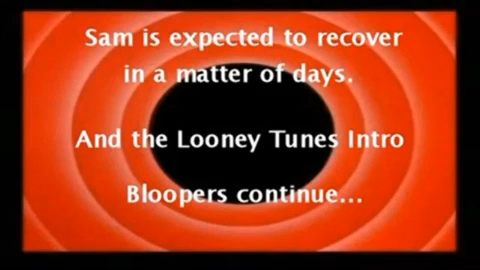 Sam is expected to recover
in a matter of days.
And the Looney Tunes Intro
Bloopers continue...